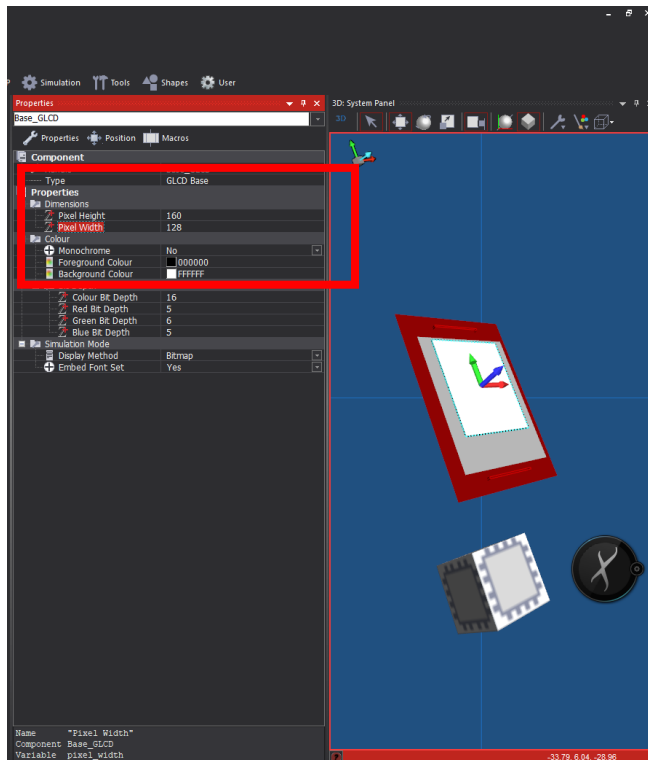 Simulation Tools Shapes User
Properties
Base_GLCD
Properties Position Macros
Component
Type GLCD Base
Properties
Dimensions
Pixel Height 160
Pixel Width 128
Colour
Monochrome No
Foreground Colour 000000
Background Colour FFFFFF
Colour Bit Depth 16
Red Bit Depth 5
Green Bit Depth 6
Blue Bit Depth 5
Simulation Mode
Display Method Bitmap
Embed Font Set Yes
Name "Pixel Width"
Component Base_GLCD
Variable pixel_width
3D: System Panel
3D
-33.79, 6.04, -28.96